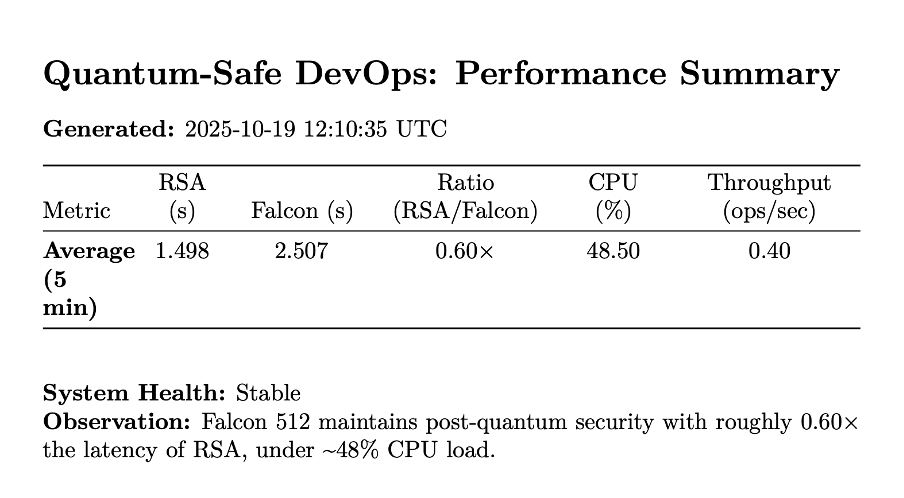 Quantum-Safe DevOps: Performance Summary
Generated: 2025-10-19 12:10:35 UTC
Metric RSA (s) Falcon (s) Ratio (RSA/Falcon) CPU (%) Throughput (ops/sec)
Average (5 min) 1.498 2.507 0.60× 48.50 0.40
System Health: Stable
Observation: Falcon 512 maintains post-quantum security with roughly 0.60×
the latency of RSA, under ~48% CPU load.